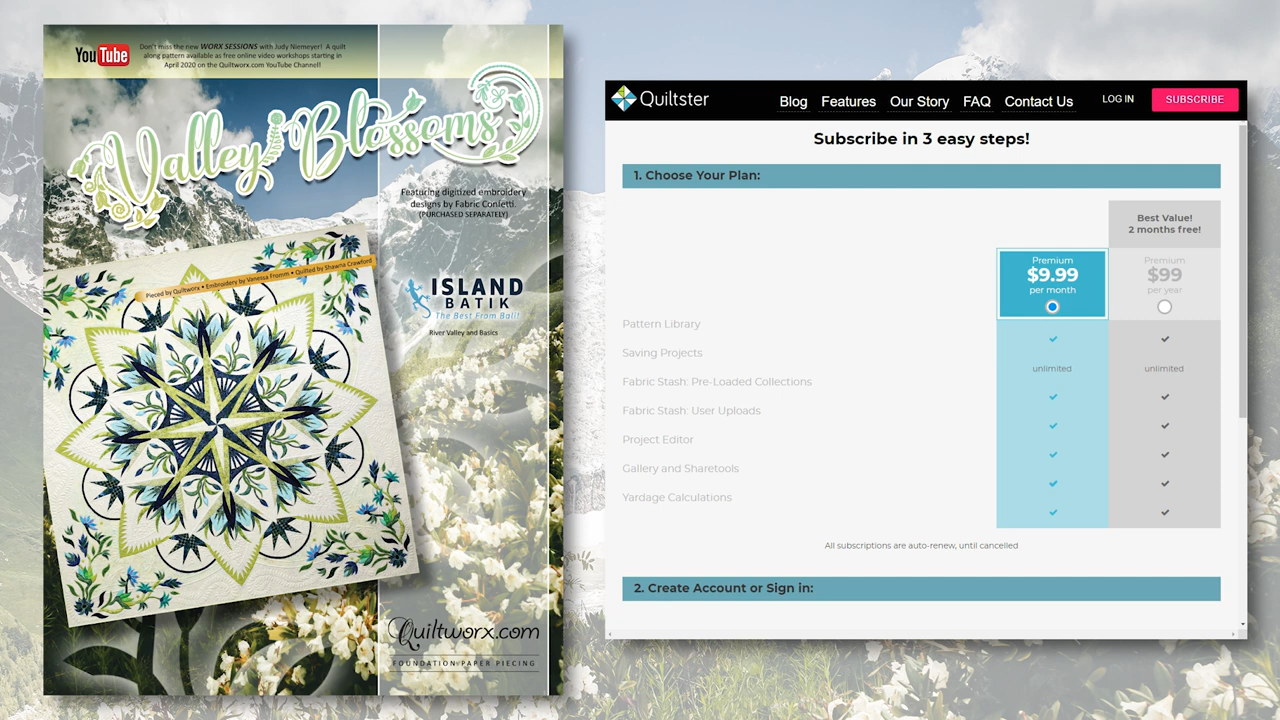 YouTube
Don't miss the new WORX SESSIONS with Judy Niemeyer! A quilt
along pattern available as free online video workshops starting in
April 2020 on the Quiltworx.com YouTube Channel!
Valley Blossoms
Featuring digitized embroidery
designs by Fabric Confetti.
(PURCHASED SEPARATELY)
Pieced by Quiltworx • Embroidery by Vanessa Fromm • Quilted by Shawna Crawford
ISLAND
BATIK
The Best From Bali!
River Valley and Basics
Quiltworx.com
FOUNDATION PAPER PIECING
Quiltster
Blog Features Our Story FAQ Contact Us LOG IN SUBSCRIBE
Subscribe in 3 easy steps!
1. Choose Your Plan:
Best Value!
2 months free!
Premium Premium
$9.99 $99
per month per year
Pattern Library
Saving Projects unlimited unlimited
Fabric Stash: Pre-Loaded Collections
Fabric Stash: User Uploads
Project Editor
Gallery and Sharetools
Yardage Calculations
All subscriptions are auto-renew, until cancelled
2. Create Account or Sign in: